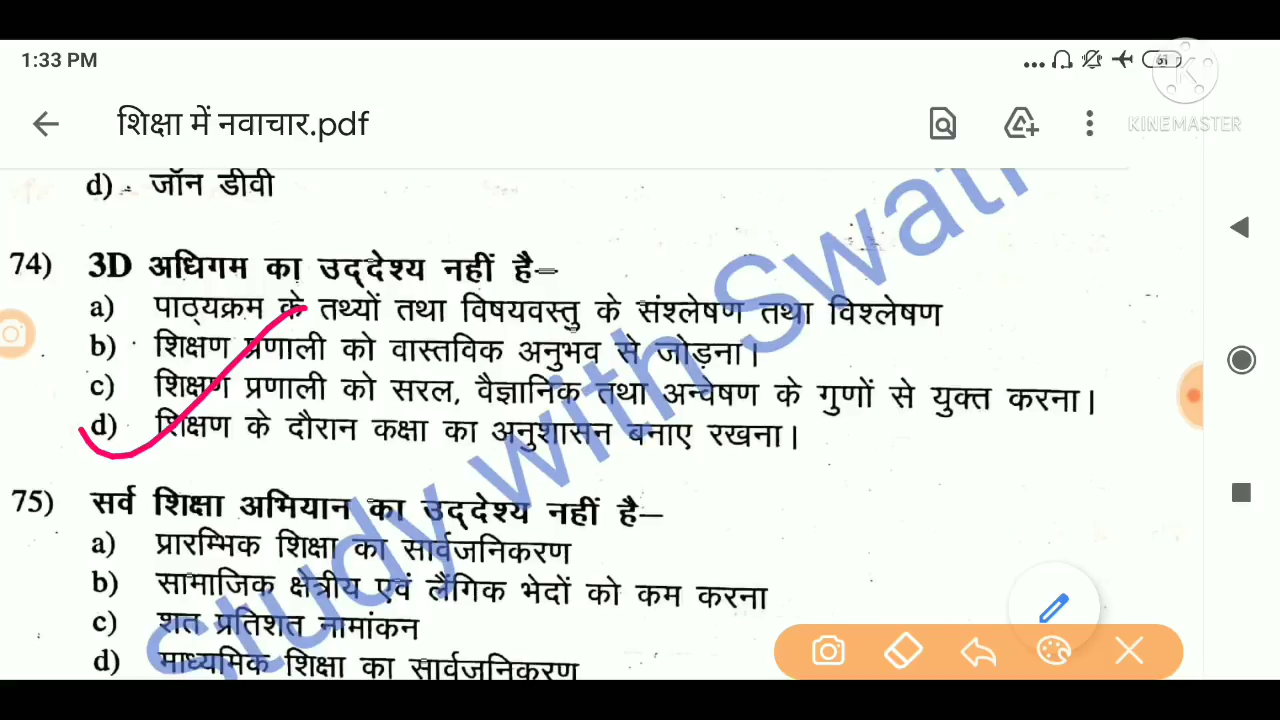 1:33 PM
शिक्षा में नवाचार.pdf
KINEMASTER
d) जॉन डीवी
74) 3D अधिगम का उद्देश्य नहीं है–
a) पाठ्यक्रम के तथ्यों तथा विषयवस्तु के संश्लेषण तथा विश्लेषण
b) शिक्षण प्रणाली को वास्तविक अनुभव से जोड़ना।
c) शिक्षण प्रणाली को सरल, वैज्ञानिक तथा अन्वेषण के गुणों से युक्त करना।
d) शिक्षण के दौरान कक्षा का अनुशासन बनाए रखना।
75) सर्व शिक्षा अभियान का उद्देश्य नहीं है–
a) प्रारम्भिक शिक्षा का सार्वजनिकरण
b) सामाजिक क्षेत्रीय एवं लैंगिक भेदों को कम करना
c) शत प्रतिशत नामांकन
d) माध्यमिक शिक्षा का सार्वजनिकरण
Study with Swati